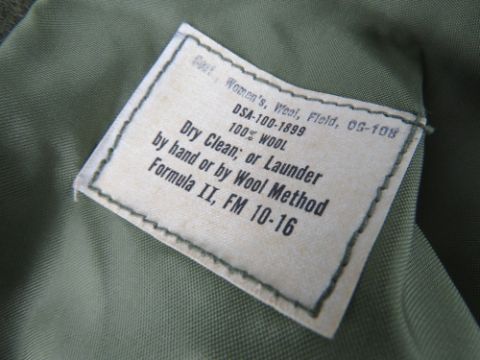 Coat, Women's, Wool, Field, OG-108
DSA-100-1899
100% WOOL
Dry Clean; or Launder
by hand or by Wool Method
Formula II, FM 10-16